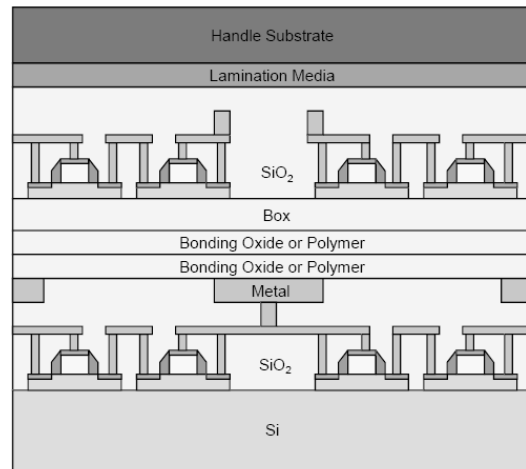 Handle Substrate
Lamination Media
SiO₂
Box
Bonding Oxide or Polymer
Bonding Oxide or Polymer
Metal
SiO₂
Si